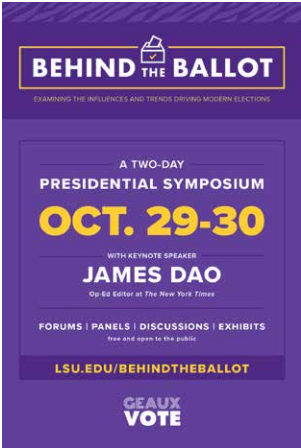 BEHIND THE BALLOT
EXAMINING THE INFLUENCES AND TRENDS DRIVING MODERN ELECTIONS
A TWO-DAY
PRESIDENTIAL SYMPOSIUM
OCT. 29-30
WITH KEYNOTE SPEAKER
JAMES DAO
Op-Ed Editor at The New York Times
FORUMS | PANELS | DISCUSSIONS | EXHIBITS
free and open to the public
LSU.EDU/BEHINDTHEBALLOT
GEAUX
VOTE